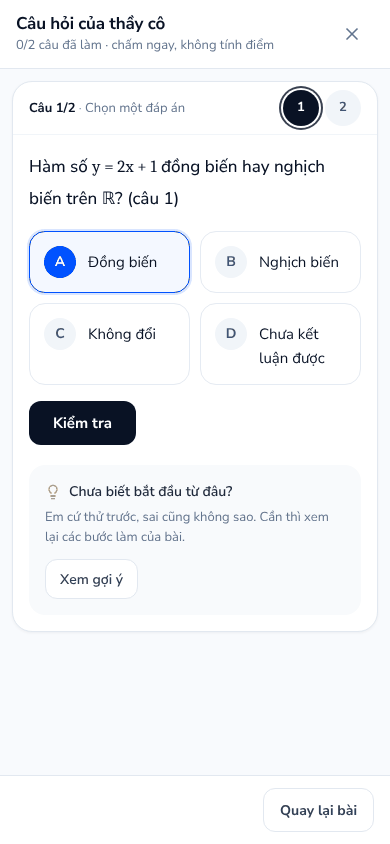 Câu hỏi của thầy cô
0/2 câu đã làm · chấm ngay, không tính điểm
Câu 1/2 · Chọn một đáp án
1
2
Hàm số y = 2x + 1 đồng biến hay nghịch
biến trên ℝ? (câu 1)
A Đồng biến
B Nghịch biến
C Không đổi
D Chưa kết
luận được
Kiểm tra
Chưa biết bắt đầu từ đâu?
Em cứ thử trước, sai cũng không sao. Cần thì xem
lại các bước làm của bài.
Xem gợi ý
Quay lại bài